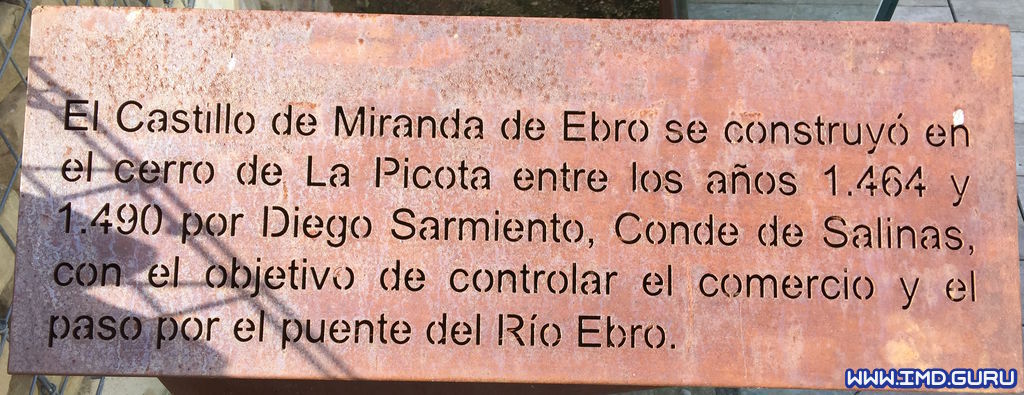 El Castillo de Miranda de Ebro se construyó en
el cerro de La Picota entre los años 1.464 y
1.490 por Diego Sarmiento, Conde de Salinas,
con el objetivo de controlar el comercio y el
paso por el puente del Río Ebro.
WWW.IMD.GURU